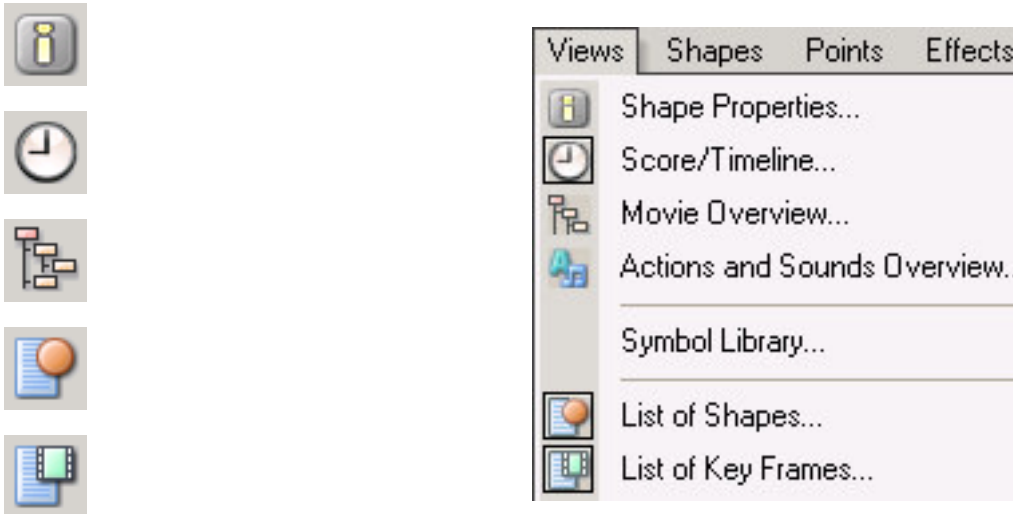 Views Shapes Points Effects
Shape Properties...
Score/Timeline...
Movie Overview...
Actions and Sounds Overview..
Symbol Library...
List of Shapes...
List of Key Frames...